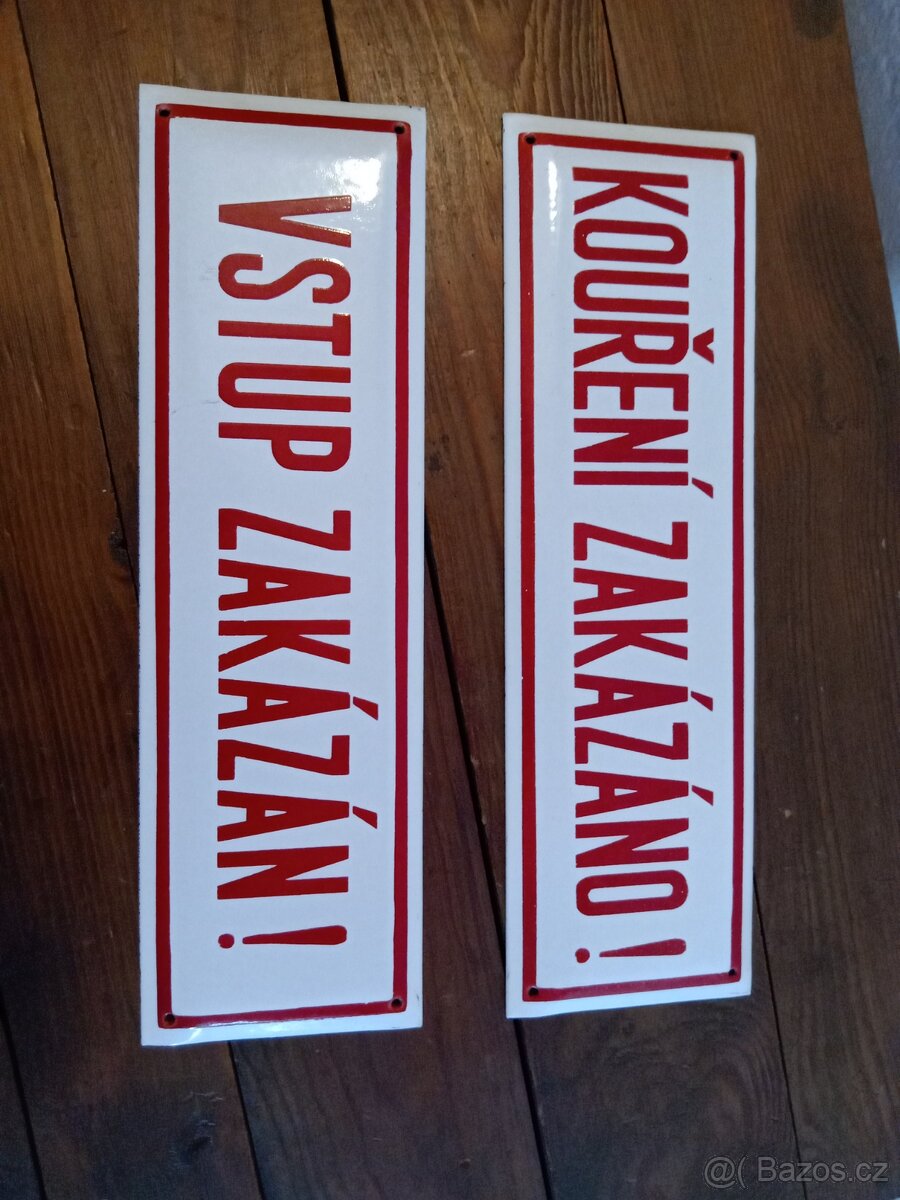 VSTUP ZAKÁZÁN!
KOUŘENÍ ZAKÁZÁNO!
@( Bazos.cz